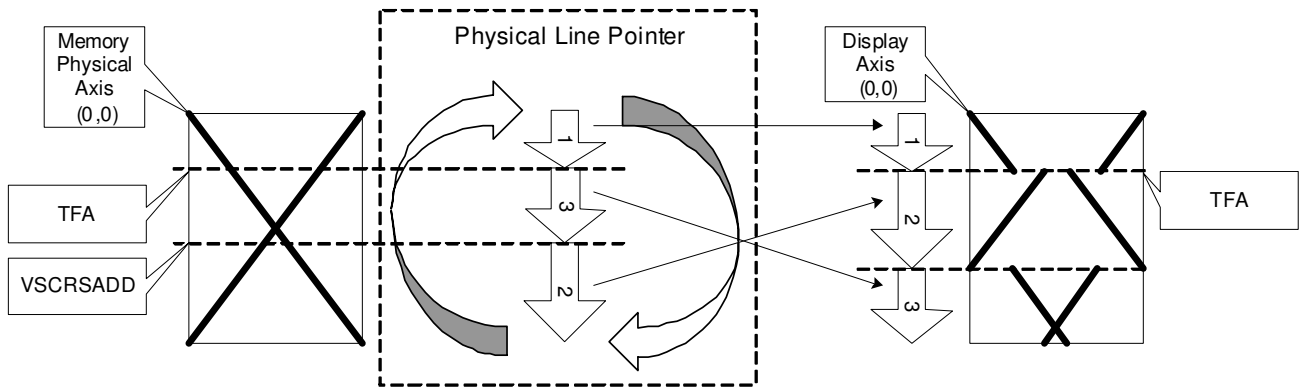 Physical Line Pointer
Memory
Physical
Axis
(0,0)
Display
Axis
(0,0)
1
3
2
1
2
3
TFA
VSCRSADD
TFA